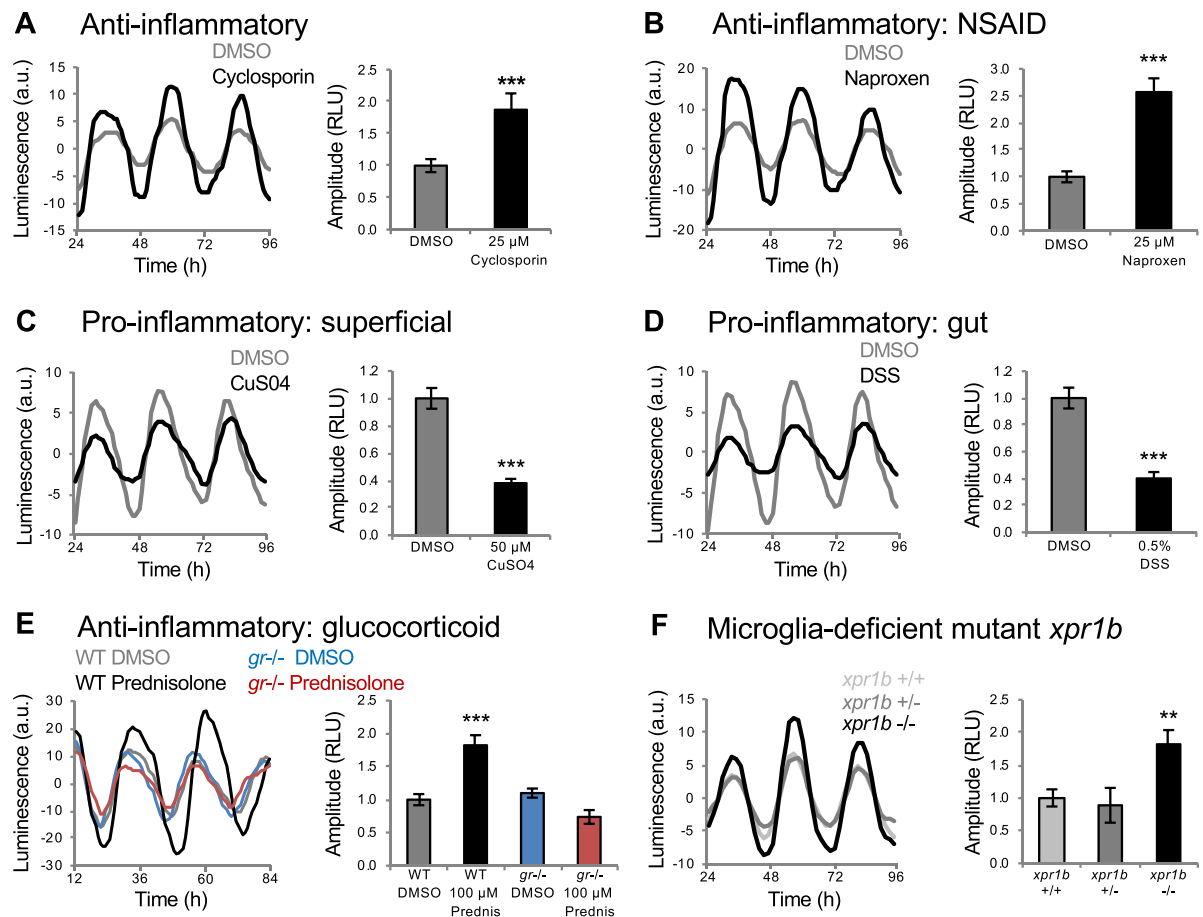 A Anti-inflammatory
DMSO
Cyclosporin
Luminescence (a.u.)
15
10
5
0
-5
-10
-15
24 48 72 96
Time (h)
Amplitude (RLU)
2.5
2.0
1.5
1.0
0.5
0.0
***
DMSO 25 µM
Cyclosporin
B Anti-inflammatory: NSAID
DMSO
Naproxen
Luminescence (a.u.)
20
10
0
-10
-20
24 48 72 96
Time (h)
Amplitude (RLU)
3.0
2.5
2.0
1.5
1.0
0.5
0.0
***
DMSO 25 µM
Naproxen
C Pro-inflammatory: superficial
DMSO
CuS04
Luminescence (a.u.)
10
5
0
-5
-10
24 48 72 96
Time (h)
Amplitude (RLU)
1.2
1.0
0.8
0.6
0.4
0.2
0.0
***
DMSO 50 µM
CuSO4
D Pro-inflammatory: gut
DMSO
DSS
Luminescence (a.u.)
10
5
0
-5
-10
24 48 72 96
Time (h)
Amplitude (RLU)
1.2
1.0
0.8
0.6
0.4
0.2
0.0
***
DMSO 0.5%
DSS
E Anti-inflammatory: glucocorticoid
WT DMSO gr-/- DMSO
WT Prednisolone gr-/- Prednisolone
Luminescence (a.u.)
30
20
10
0
-10
-20
-30
12 36 60 84
Time (h)
Amplitude (RLU)
2.5
2.0
1.5
1.0
0.5
0.0
***
WT WT gr-/- gr-/-
DMSO 100 µM DMSO 100 µM
Prednis Prednis
F Microglia-deficient mutant xpr1b
xpr1b +/+
xpr1b +/-
xpr1b -/-
Luminescence (a.u.)
15
10
5
0
-5
-10
24 48 72 96
Time (h)
Amplitude (RLU)
2.5
2.0
1.5
1.0
0.5
0.0
**
xpr1b xpr1b xpr1b
+/+ +/- -/-